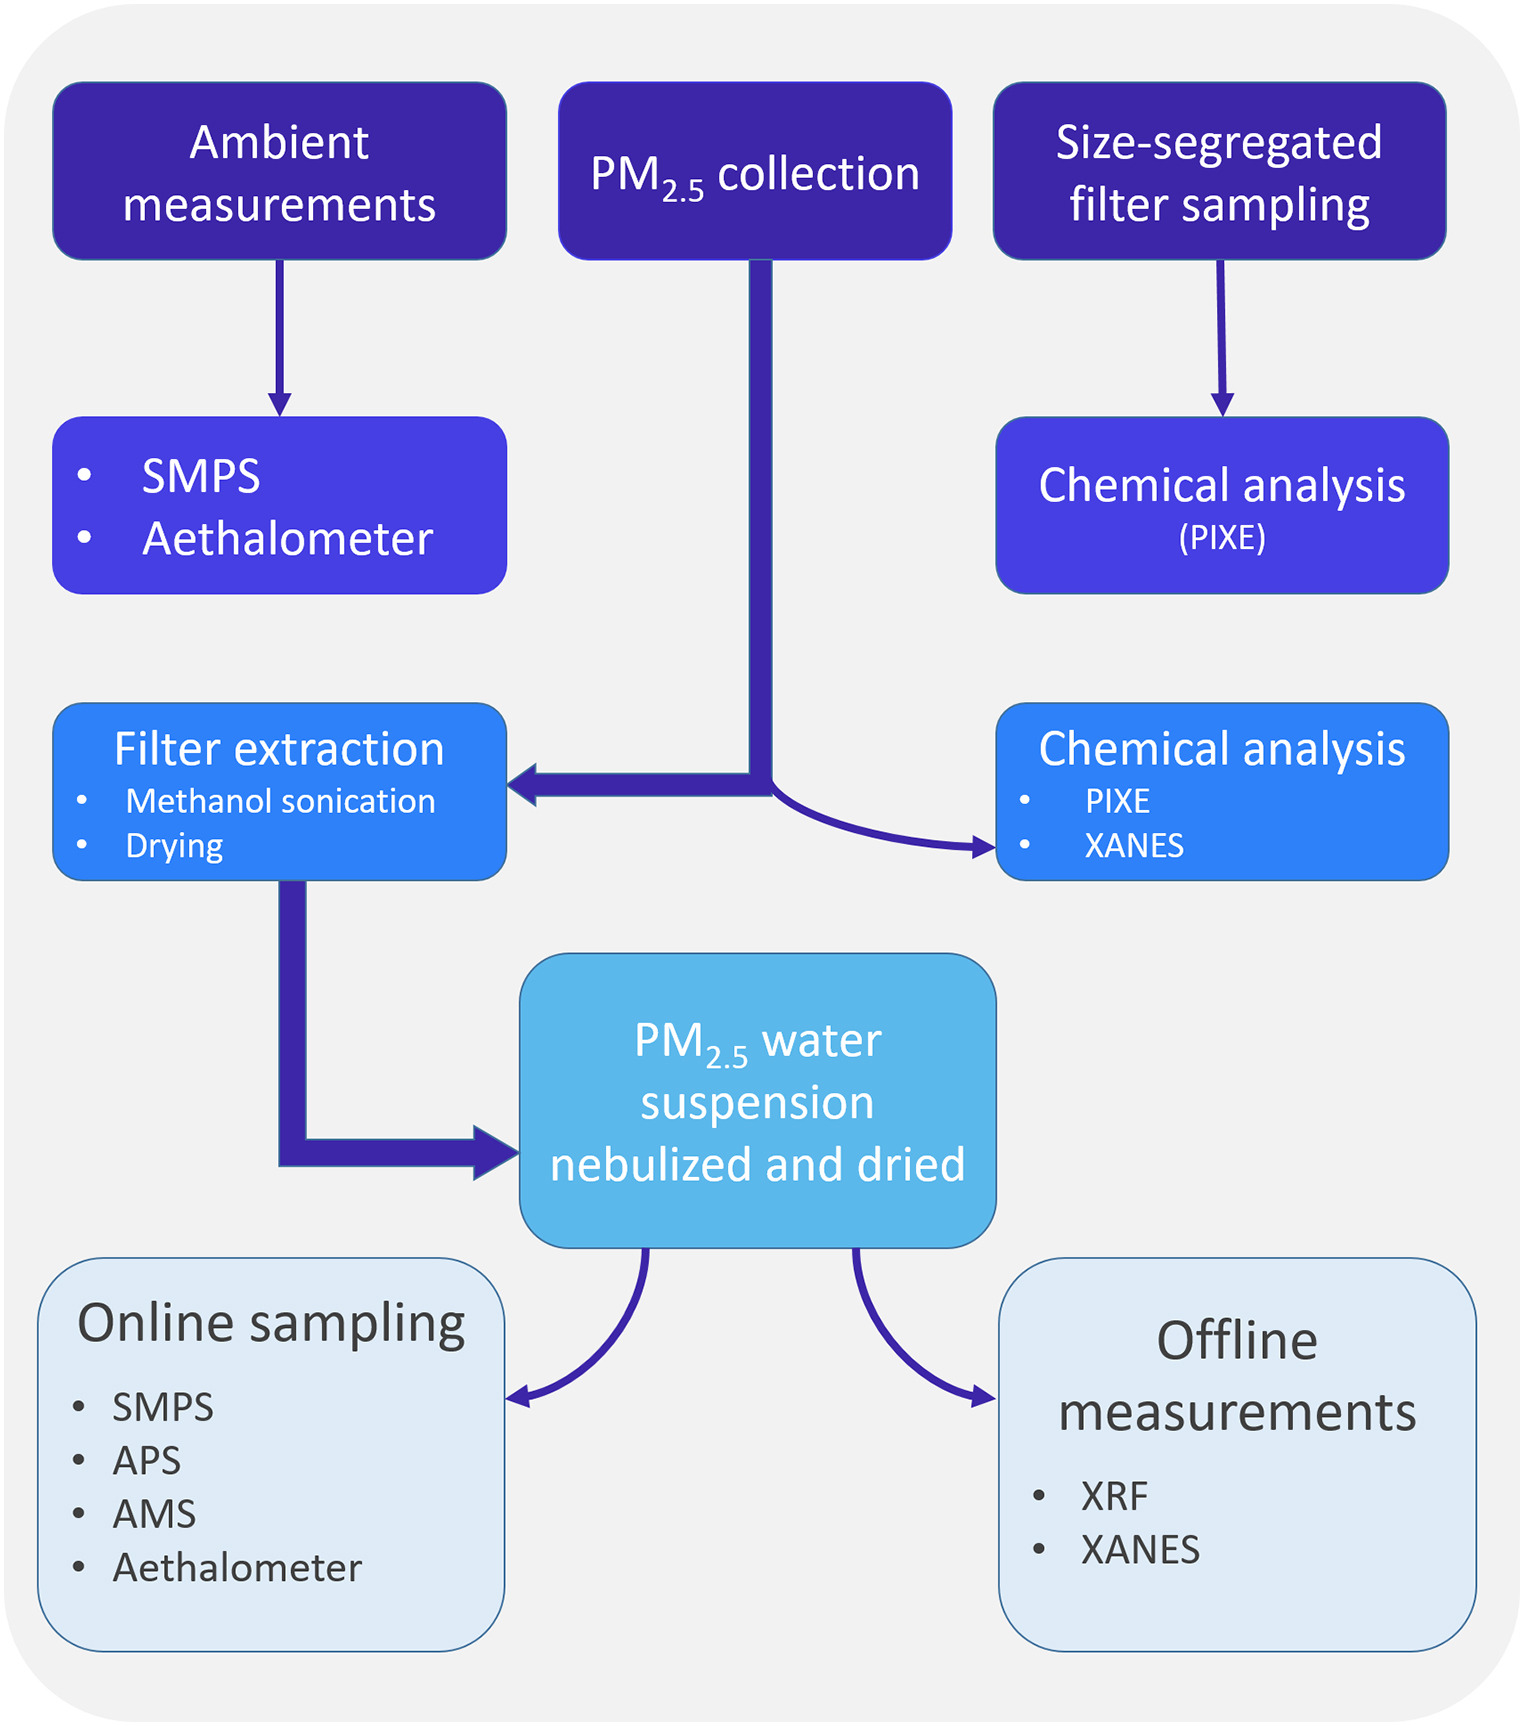 Ambient
measurements
PM2.5 collection
Size-segregated
filter sampling
• SMPS
• Aethalometer
Chemical analysis
(PIXE)
Filter extraction
• Methanol sonication
• Drying
Chemical analysis
• PIXE
• XANES
PM2.5 water
suspension
nebulized and dried
Online sampling
• SMPS
• APS
• AMS
• Aethalometer
Offline
measurements
• XRF
• XANES